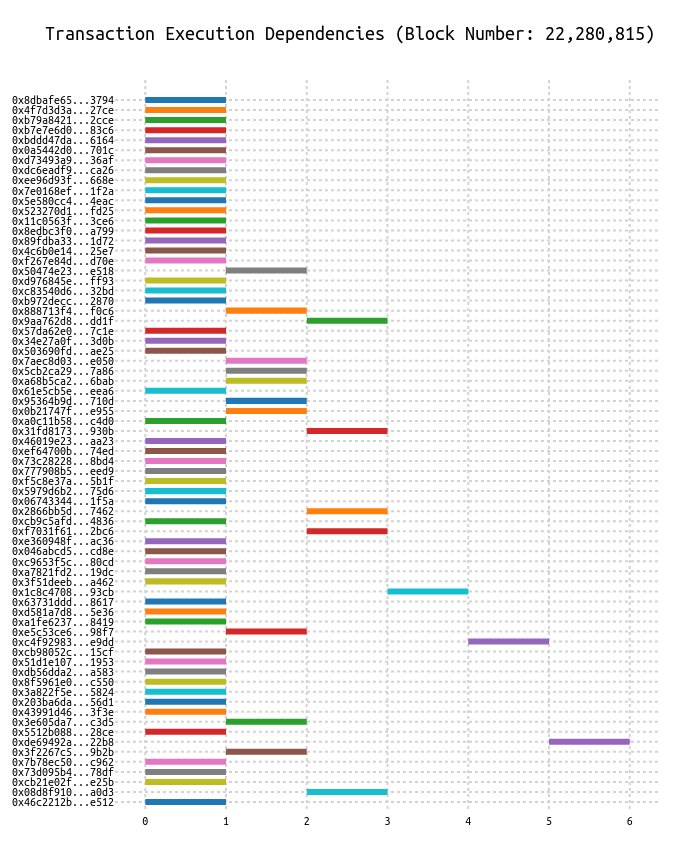 Transaction Execution Dependencies (Block Number: 22,280,815)
0x8dbafe65...3794
0x4f7d3d3a...27ce
0xb79a8421...2cce
0xb7e7e6d0...83c6
0xbddd47da...6164
0x0a5442d0...701c
0xd73493a9...36af
0xdc6eadf9...ca26
0xee96d93f...668e
0x7e0168ef...1f2a
0x5e580cc4...4eac
0x523270d1...fd25
0x11c0563f...3ce6
0x8edbc3f0...a799
0x89fdba33...1d72
0x4c6b0e14...25e7
0xf267e84d...d70e
0x50474e23...e518
0xd976845e...ff93
0xc83540d6...32bd
0xb972decc...2870
0x888713f4...f0c6
0x9aa762d8...dd1f
0x57da62e0...7c1e
0x34e27a0f...3d0b
0x503690fd...ae25
0x7aec8d03...e050
0x5cb2ca29...7a86
0xa68b5ca2...6bab
0x61e5cb5e...eea6
0x95364b9d...710d
0x0b21747f...e955
0xa0c11b58...c4d0
0x31fd8173...930b
0x46019e23...aa23
0xef64700b...74ed
0x73c28228...8bd4
0x777908b5...eed9
0xf5c8e37a...5b1f
0x5979d6b2...75d6
0x06743344...1f5a
0x2866bb5d...7462
0xcb9c5afd...4836
0xf7031f61...2bc6
0xe360948f...ac36
0x046abcd5...cd8e
0xc9653f5c...80cd
0xa7821fd2...19dc
0x3f51deeb...a462
0x1c8c4708...93cb
0x63731ddd...8617
0xd581a7d8...5e36
0xa1fe6237...8419
0xe5c53ce6...98f7
0xc4f92983...e9dd
0xcb98052c...15cf
0x51d1e107...1953
0xdb56dda2...a583
0x8f5961e0...c550
0x3a822f5e...5824
0x203ba6da...56d1
0x43991d46...3f3e
0x3e605da7...c3d5
0x5512b088...28ce
0xde69492a...22b8
0x3f2267c5...9b2b
0x7b78ec50...c962
0x73d095b4...78df
0xcb21e02f...e25b
0x08d8f910...a0d3
0x46c2212b...e512
0 1 2 3 4 5 6